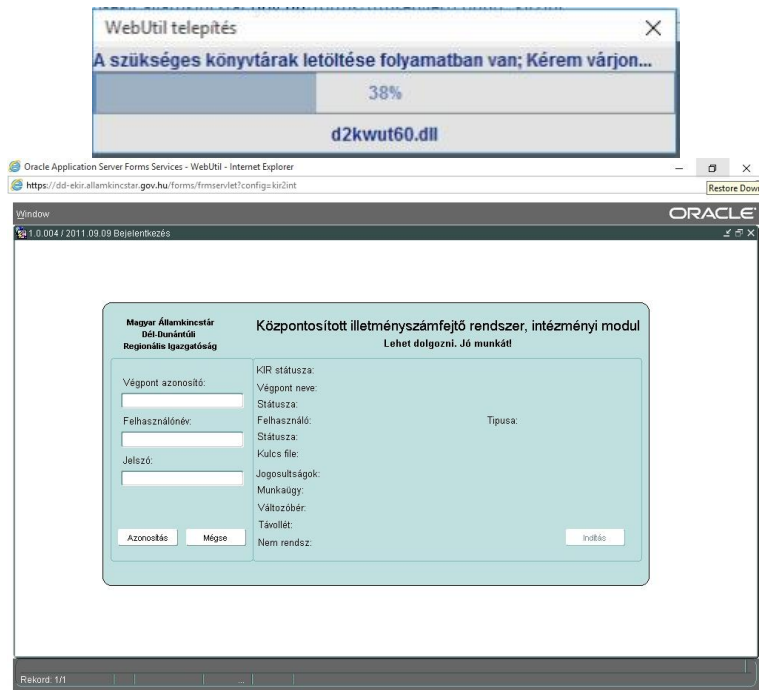 WebUtil telepítés
A szükséges könyvtárak letöltése folyamatban van; Kérem várjon...
38%
d2kwut60.dll
Oracle Application Server Forms Services - WebUtil - Internet Explorer
https://dd-ekir.allamkincstar.gov.hu/forms/frmservlet?config=kir2int
Restore Down
Window
ORACLE
1.0.004 / 2011.09.09 Bejelentkezés
Magyar Államkincstár
Dél-Dunántúli
Regionális Igazgatóság
Központosított illetményszámfejtő rendszer, intézményi modul
Lehet dolgozni. Jó munkát!
Végpont azonosító:
Felhasználónév:
Jelszó:
Azonosítás
Mégse
KIR státusza:
Végpont neve:
Státusza:
Felhasználó:
Tipusa:
Státusza:
Kulcs file:
Jogosultságok:
Munkaügy:
Változóbér:
Távollét:
Nem rendsz:
Indítás
Rekord: 1/1
...